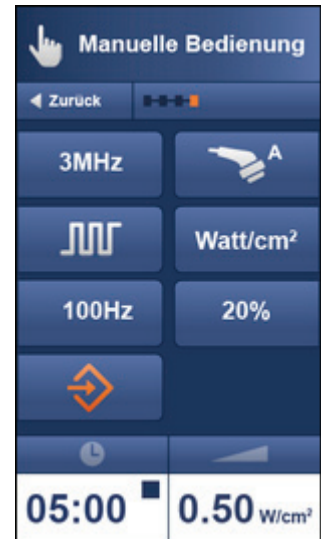 Manuelle Bedienung
Zurück
3MHz
A
Watt/cm²
100Hz
20%
05:00
0.50 W/cm²